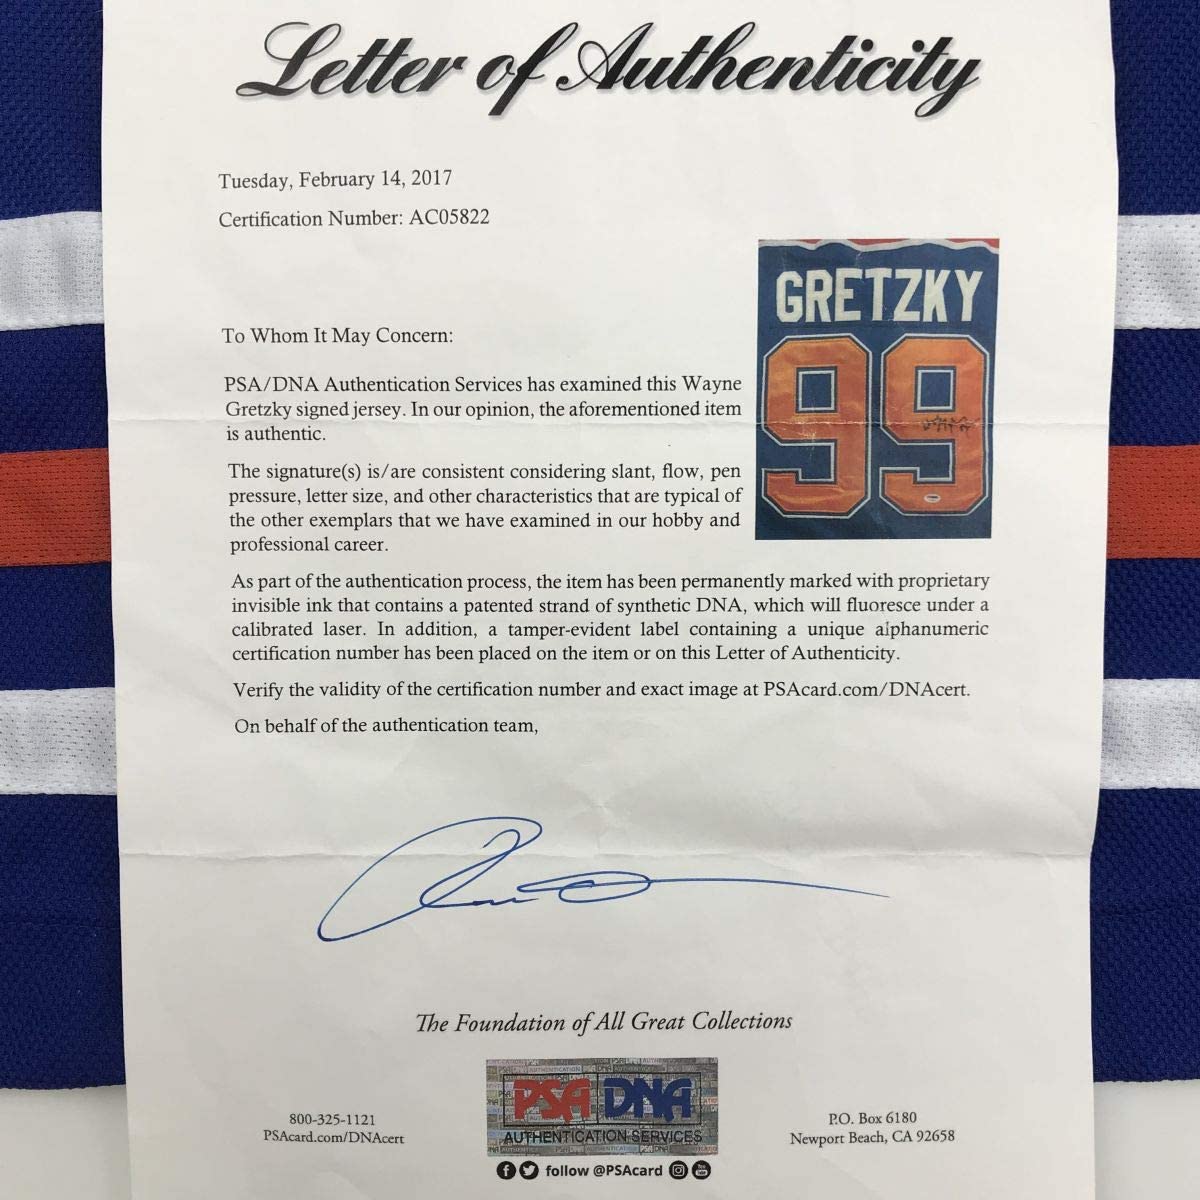 Letter of Authenticity
Tuesday, February 14, 2017
Certification Number: AC05822
GRETZKY
99
To Whom It May Concern:
PSA/DNA Authentication Services has examined this Wayne
Gretzky signed jersey. In our opinion, the aforementioned item
is authentic.
The signature(s) is/are consistent considering slant, flow, pen
pressure, letter size, and other characteristics that are typical of
the other exemplars that we have examined in our hobby and
professional career.
As part of the authentication process, the item has been permanently marked with proprietary
invisible ink that contains a patented strand of synthetic DNA, which will fluoresce under a
calibrated laser. In addition, a tamper-evident label containing a unique alphanumeric
certification number has been placed on the item or on this Letter of Authenticity.
Verify the validity of the certification number and exact image at PSAcard.com/DNAcert.
On behalf of the authentication team,
The Foundation of All Great Collections
PSA DNA
AUTHENTICATION SERVICES
800-325-1121
PSAcard.com/DNAcert
P.O. Box 6180
Newport Beach, CA 92658
follow @PSAcard